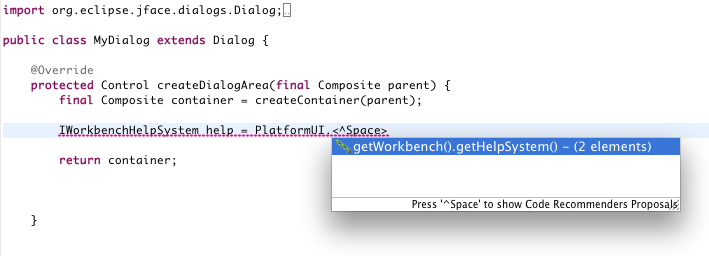 import org.eclipse.jface.dialogs.Dialog;
public class MyDialog extends Dialog {
@Override
protected Control createDialogArea(final Composite parent) {
final Composite container = createContainer(parent);
IWorkbenchHelpSystem help = PlatformUI.<^Space>
getWorkbench().getHelpSystem() – (2 elements)
return container;
Press '^Space' to show Code Recommenders Proposals
}